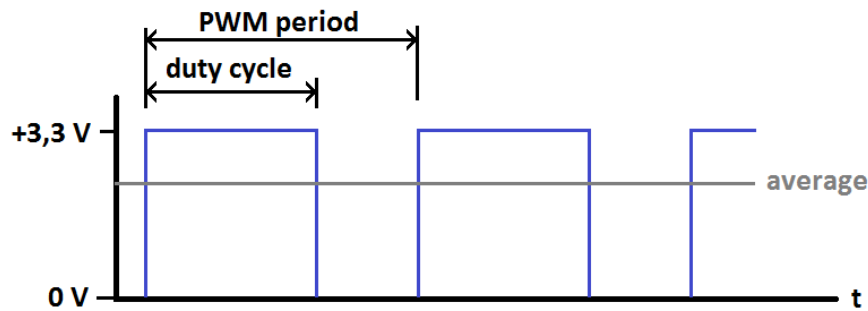 PWM period
duty cycle
+3,3 V
average
0 V
t